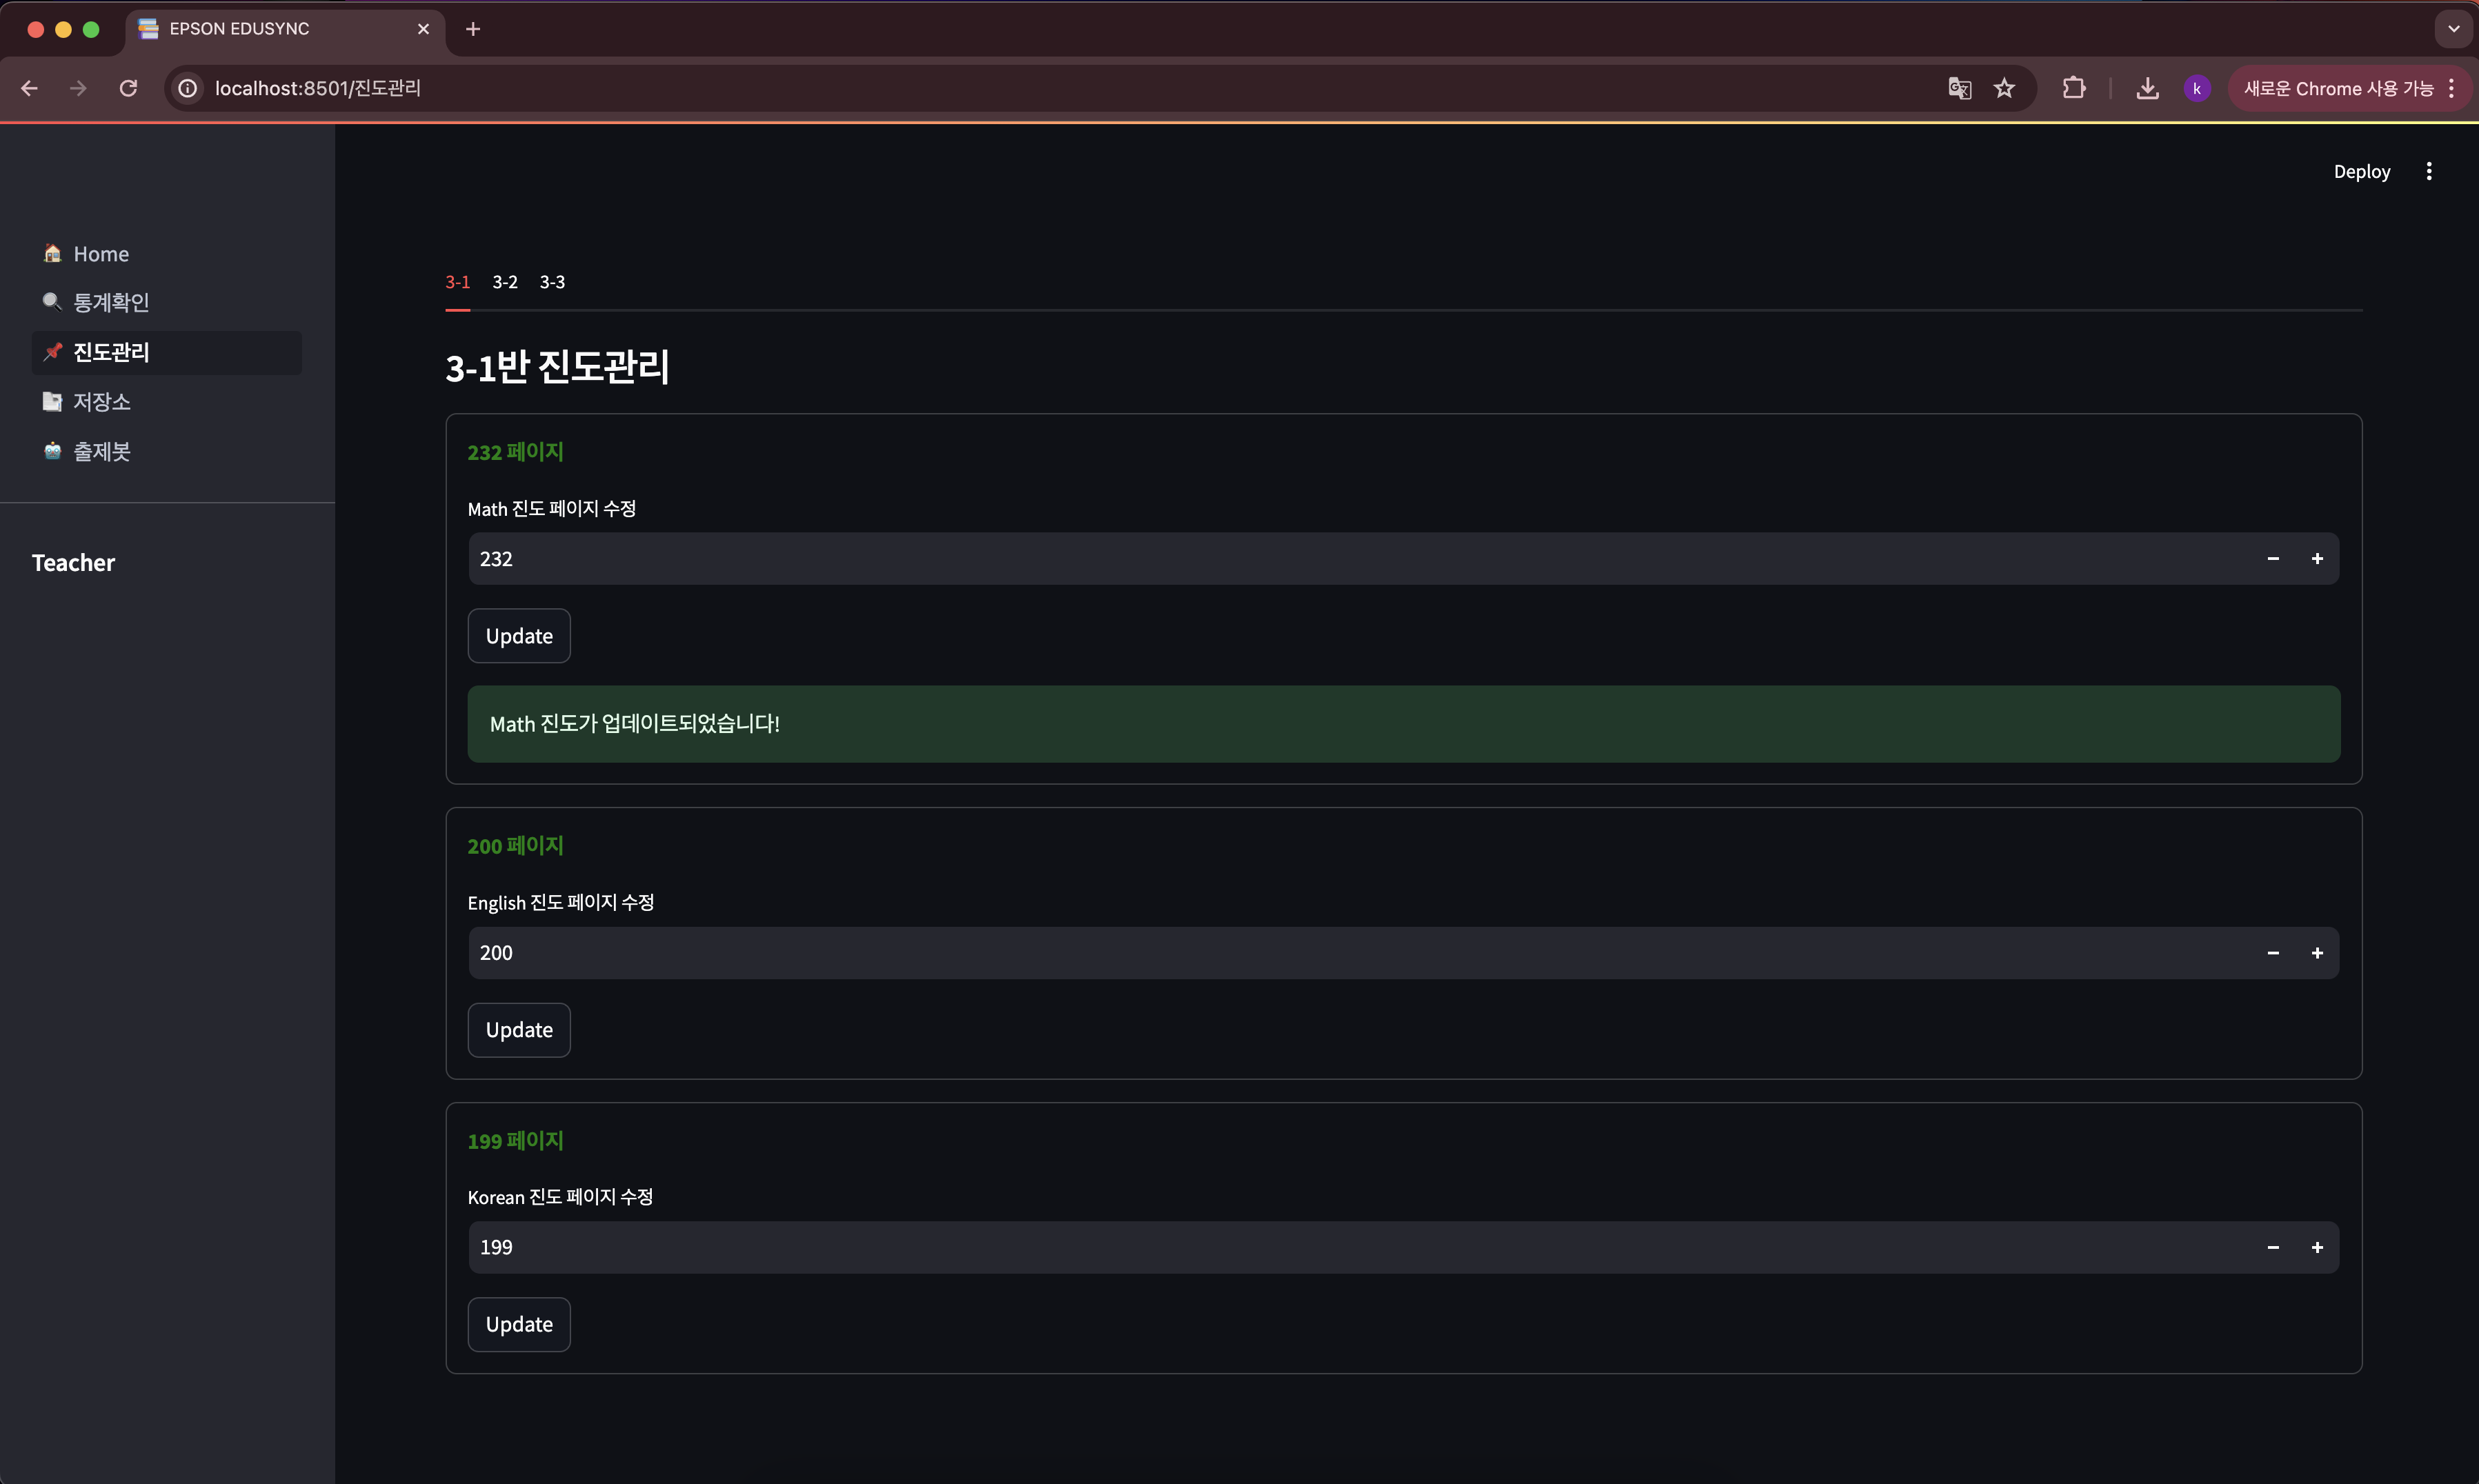 EPSON EDUSYNC
localhost:8501/진도관리
k
새로운 Chrome 사용 가능
Deploy
Home
통계확인
진도관리
저장소
출제봇
Teacher
3-1 3-2 3-3
3-1반 진도관리
232 페이지
Math 진도 페이지 수정
232
Update
Math 진도가 업데이트되었습니다!
200 페이지
English 진도 페이지 수정
200
Update
199 페이지
Korean 진도 페이지 수정
199
Update